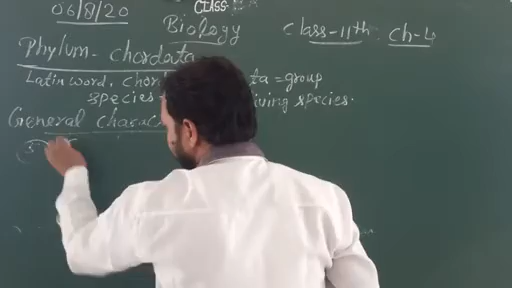 06/8/20 CLASS
Biology class-11th ch-4
Phylum-chordata
Latin word, chor ta = group
species iving species.
General charac